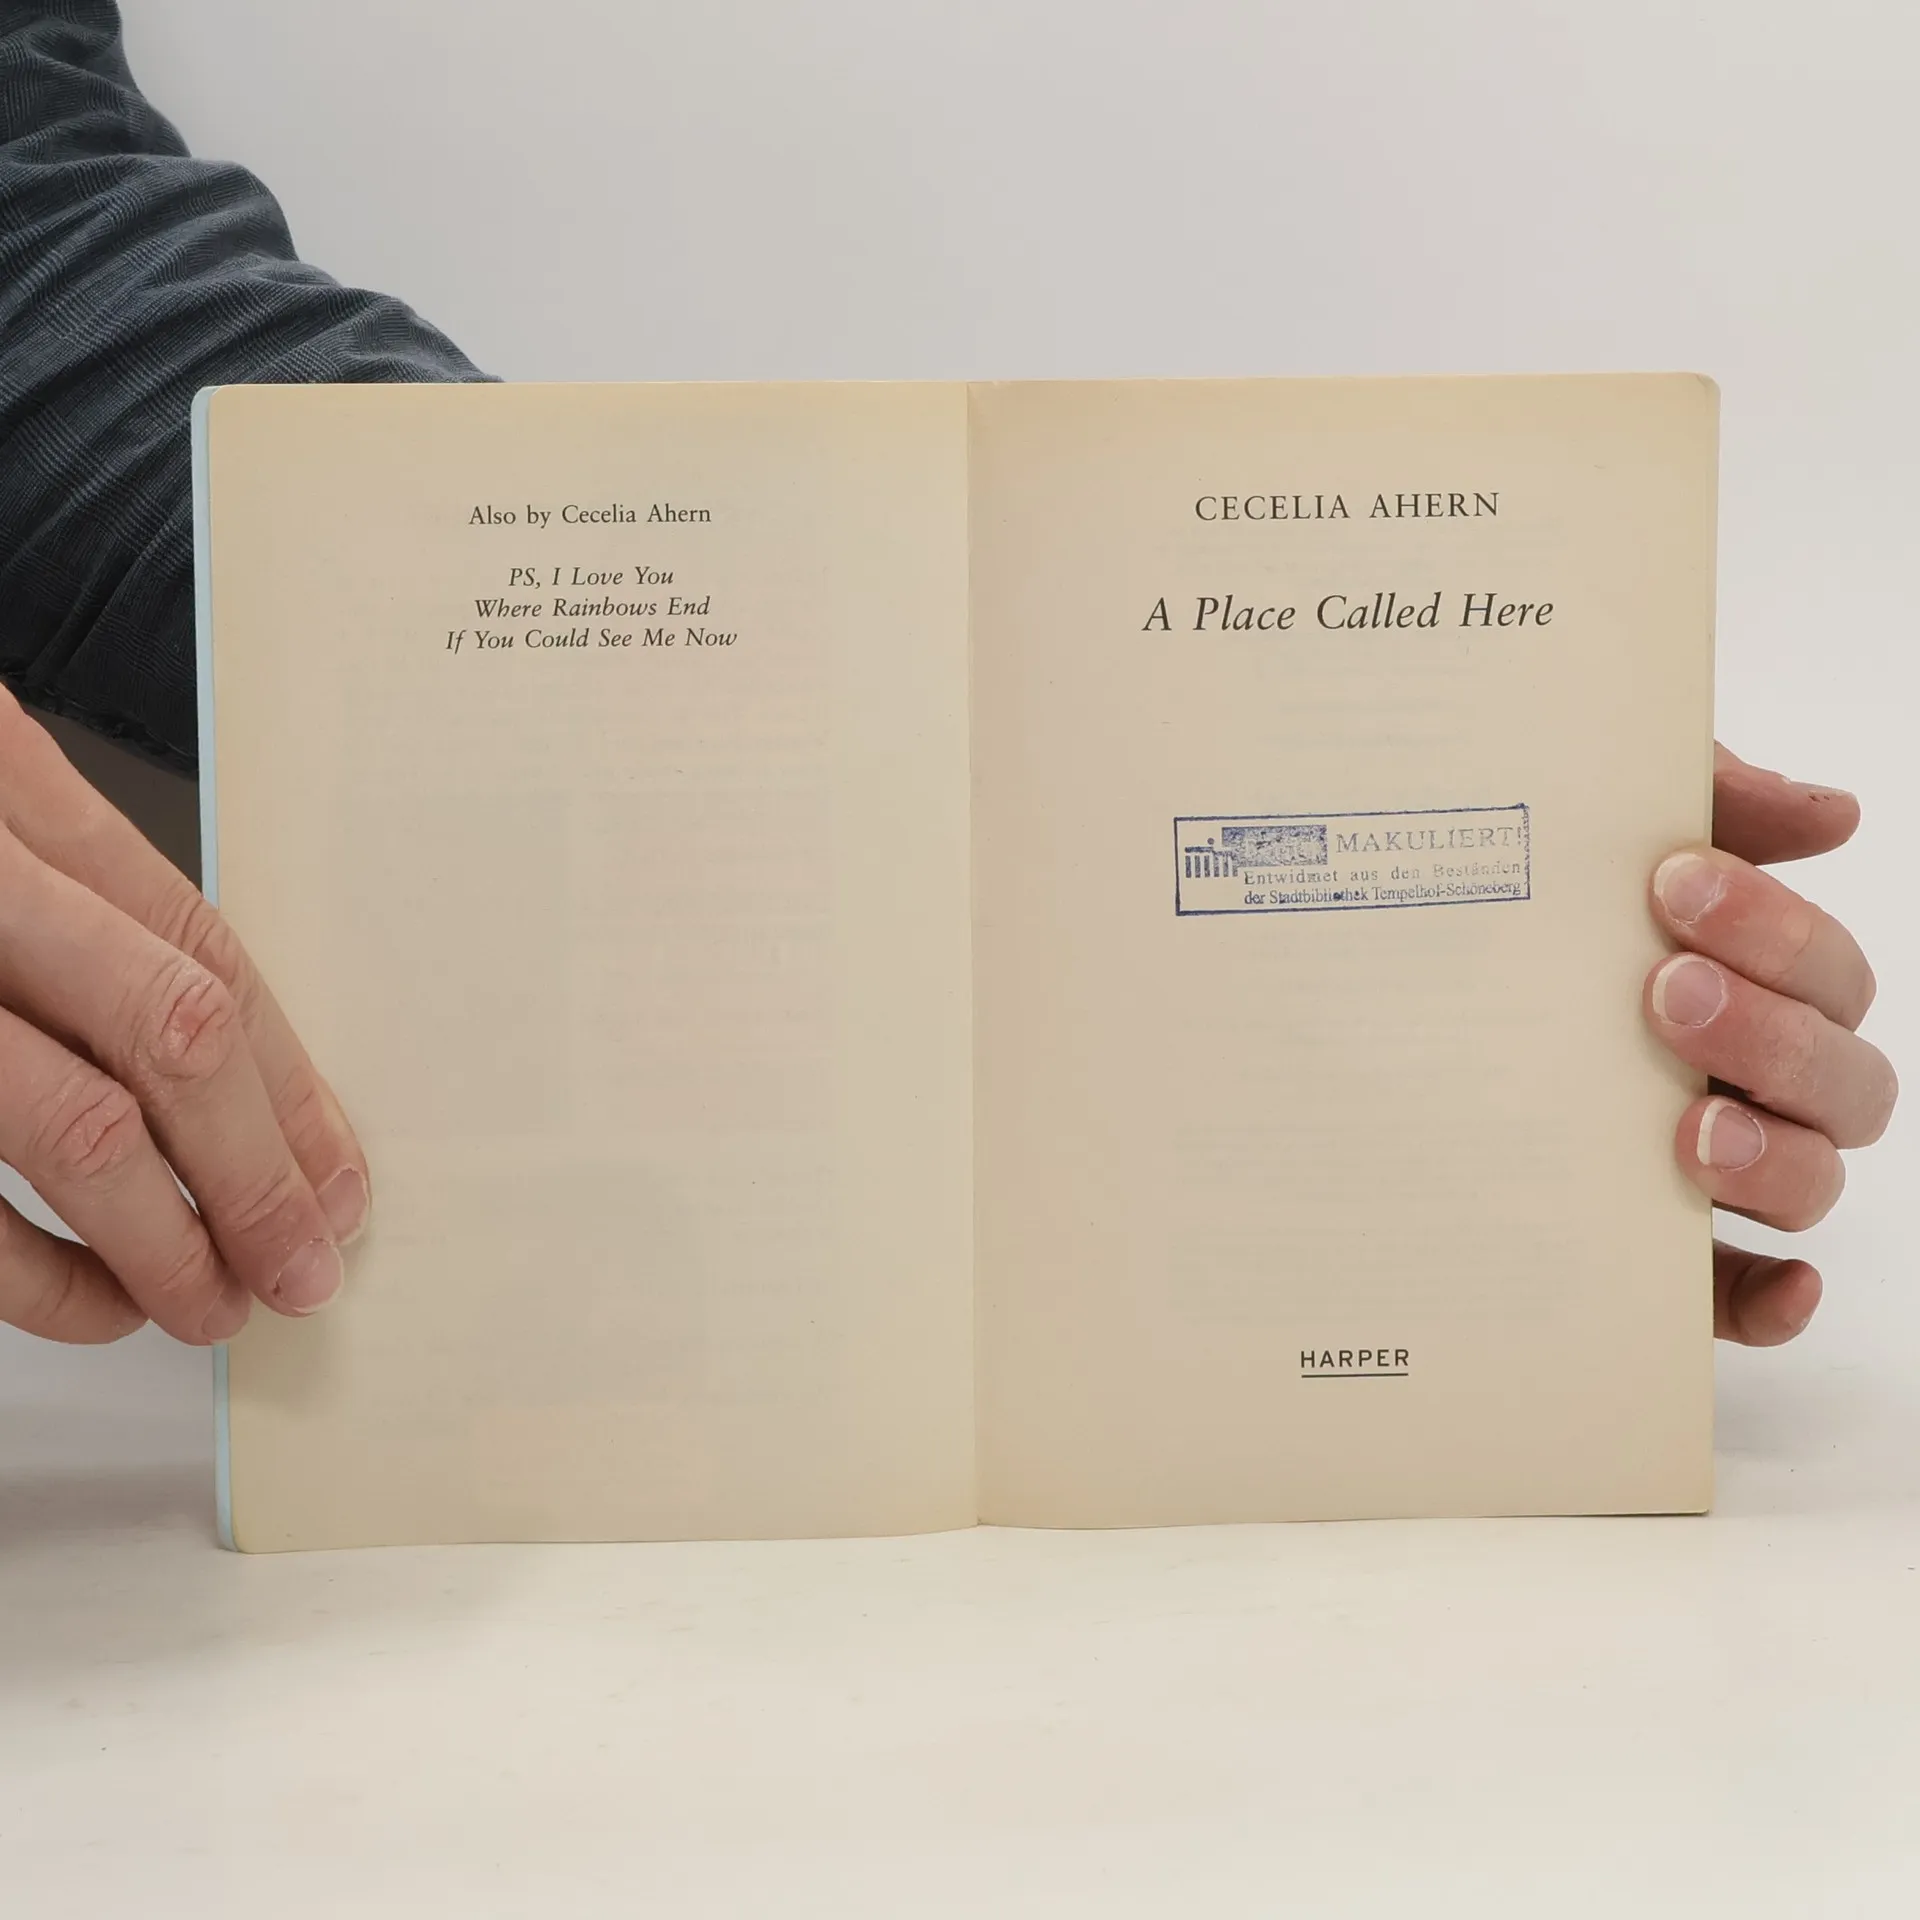 Also by Cecelia Ahern
PS, I Love You
Where Rainbows End
If You Could See Me Now
CECELIA AHERN
A Place Called Here
MAKULIERT!
Entwidmet aus den Beständen
der Stadtbibliothek Tempelhof-Schöneberg
HARPER